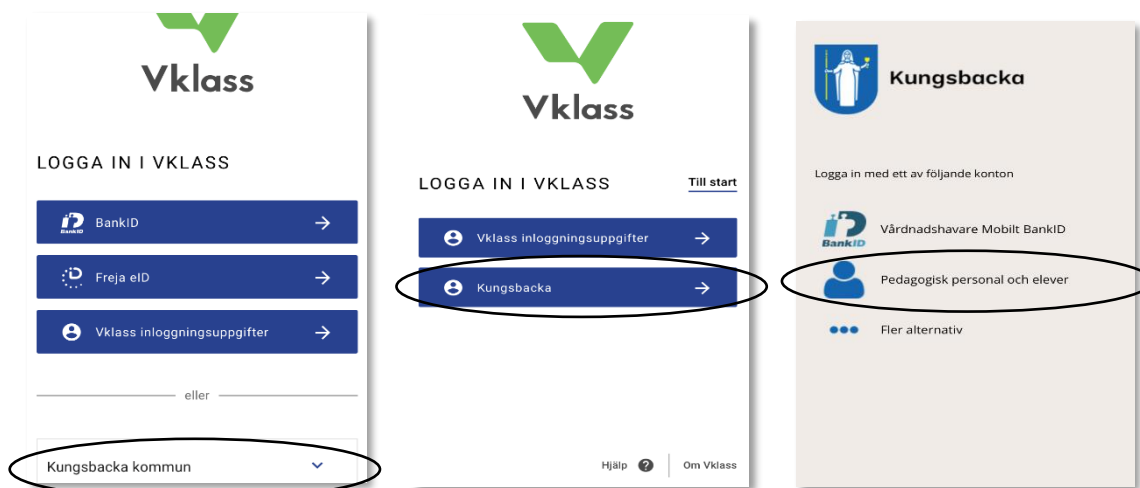 Vklass
LOGGA IN I VKLASS
BankID
BankID
Freja eID
Vklass inloggningsuppgifter
eller
Kungsbacka kommun
Vklass
LOGGA IN I VKLASS
Till start
Vklass inloggningsuppgifter
Kungsbacka
Hjälp ? Om Vklass
Kungsbacka
Logga in med ett av följande konton
BankID
Vårdnadshavare Mobilt BankID
Pedagogisk personal och elever
Fler alternativ